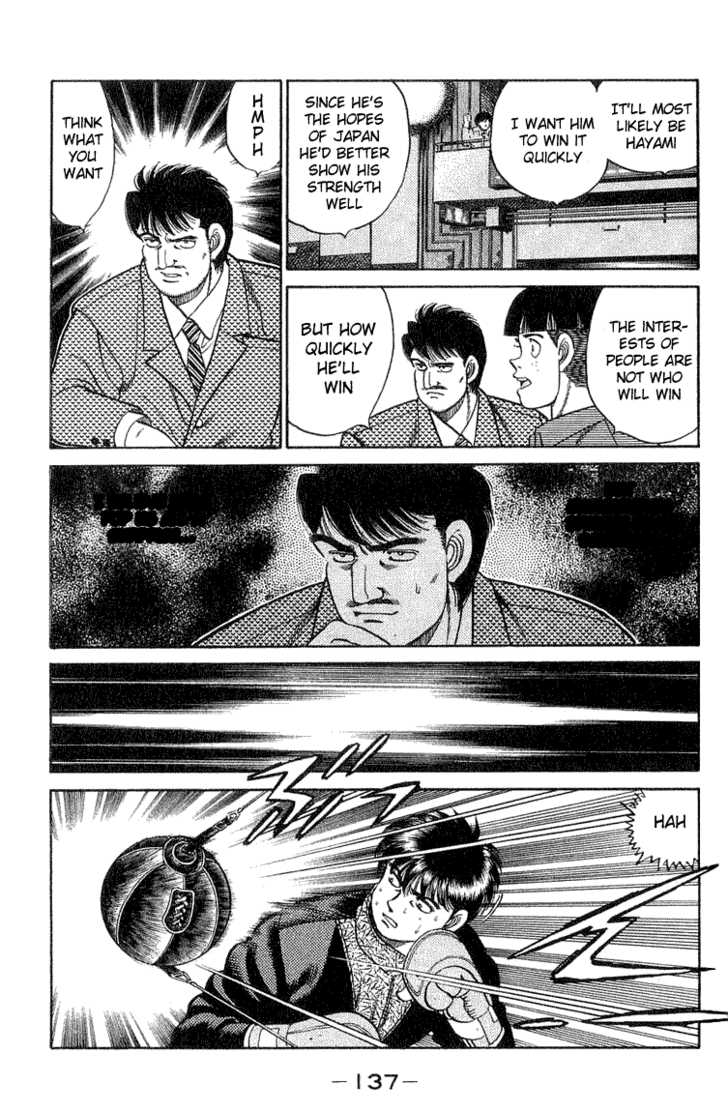 IT'LL MOST
LIKELY BE
HAYAMI
I WANT HIM
TO WIN IT
QUICKLY
SINCE HE'S
THE HOPES
OF JAPAN
HE'D BETTER
SHOW HIS
STRENGTH
WELL
HMPH
THINK
WHAT
YOU
WANT
THE INTER-
ESTS OF
PEOPLE ARE
NOT WHO
WILL WIN
BUT HOW
QUICKLY
HE'LL
WIN
HAH
-137-